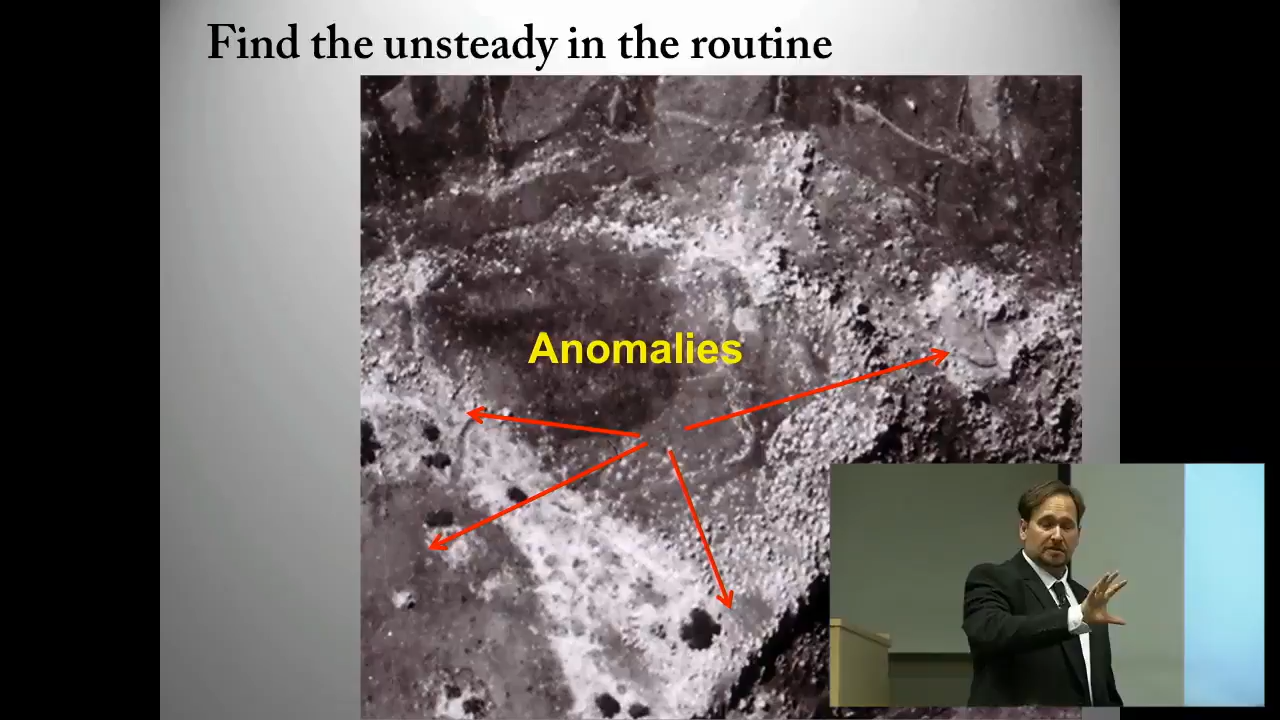 Find the unsteady in the routine
Anomalies